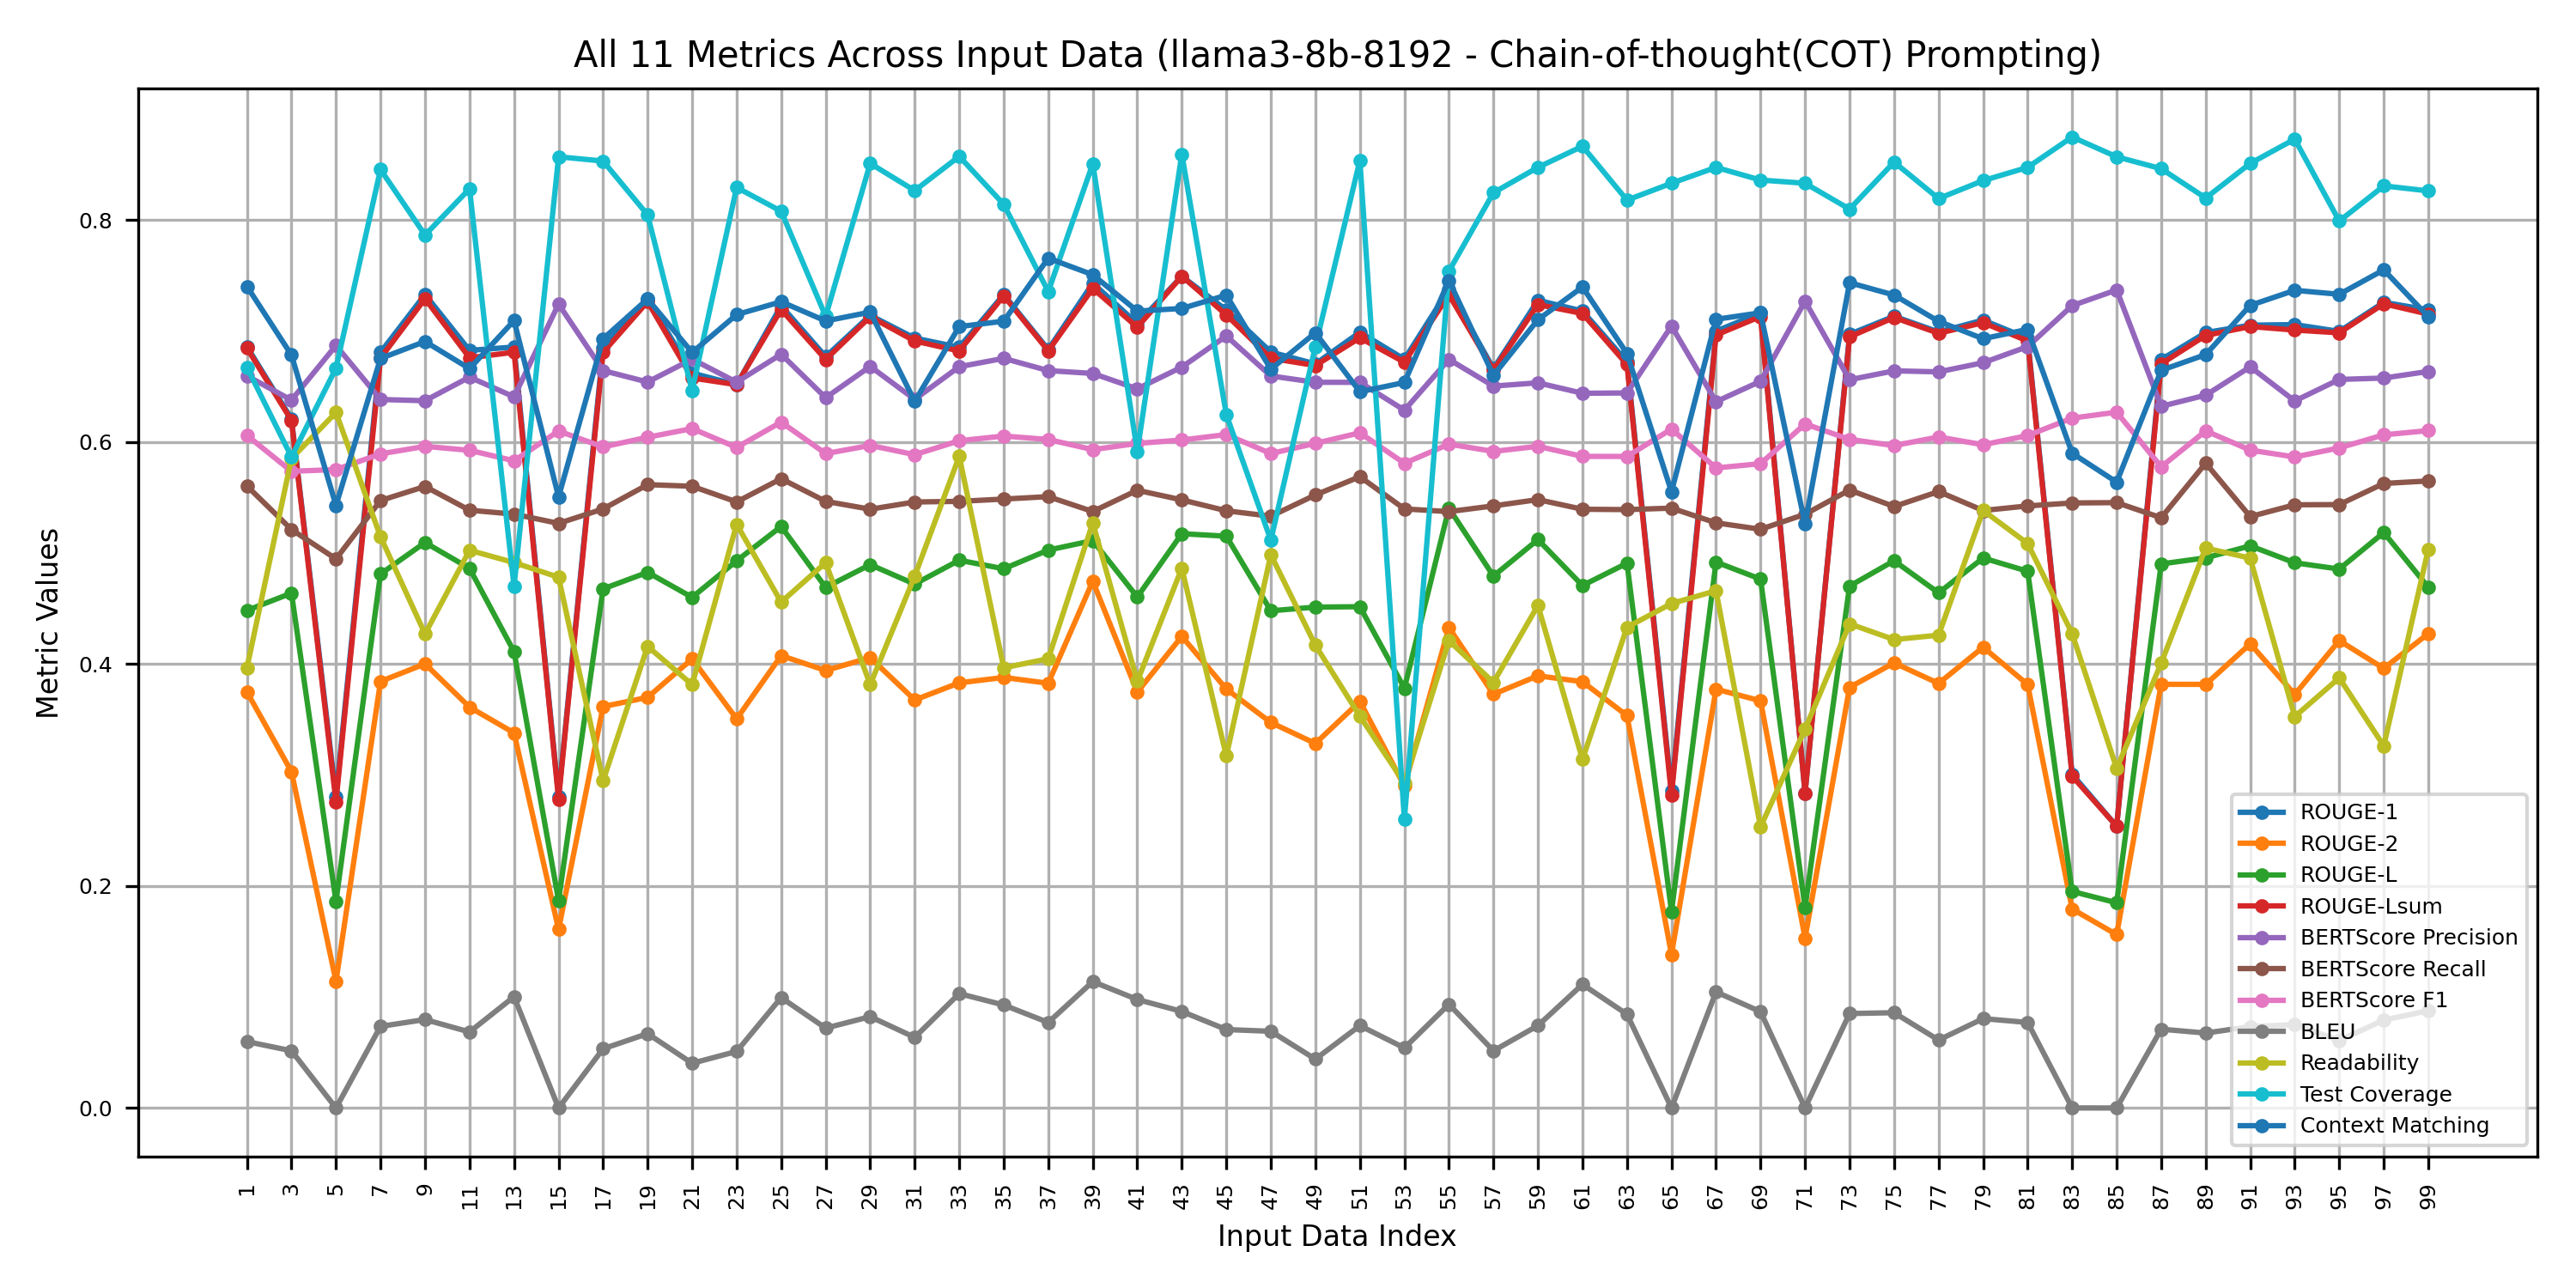 All 11 Metrics Across Input Data (llama3-8b-8192 - Chain-of-thought(COT) Prompting)
Metric Values
0.8
0.6
0.4
0.2
0.0
ROUGE-1
ROUGE-2
ROUGE-L
ROUGE-Lsum
BERTScore Precision
BERTScore Recall
BERTScore F1
BLEU
Readability
Test Coverage
Context Matching
1 3 5 7 9 11 13 15 17 19 21 23 25 27 29 31 33 35 37 39 41 43 45 47 49 51 53 55 57 59 61 63 65 67 69 71 73 75 77 79 81 83 85 87 89 91 93 95 97 99
Input Data Index